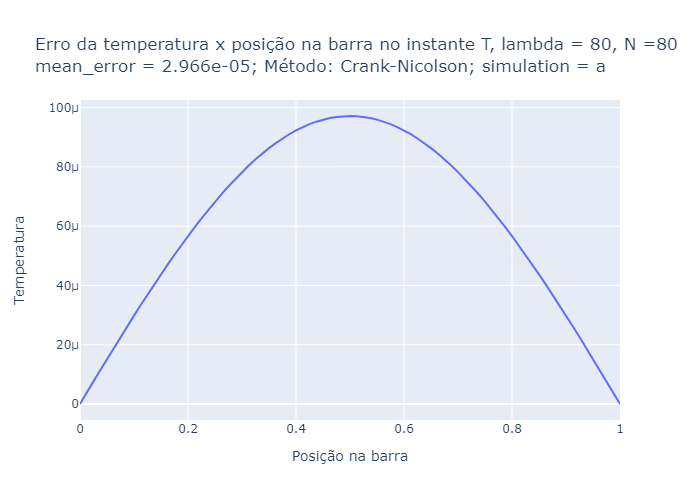 Erro da temperatura x posição na barra no instante T, lambda = 80, N =80
mean_error = 2.966e-05; Método: Crank-Nicolson; simulation = a
100µ
80µ
60µ
40µ
20µ
0
Temperatura
0
0.2
0.4
0.6
0.8
1
Posição na barra